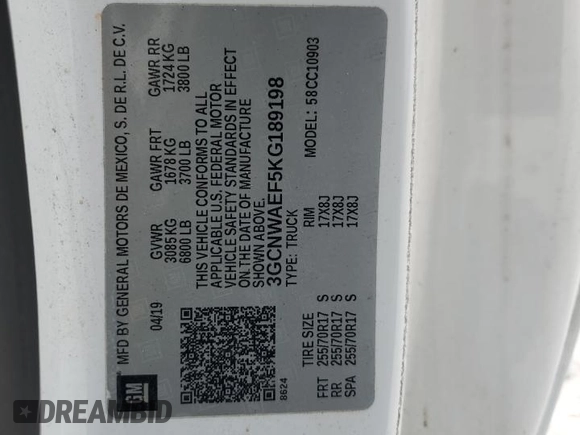 GM
MFD BY GENERAL MOTORS DE MEXICO, S. DE R.L. DE C.V.
04/19
GVWR GAWR FRT GAWR RR
3085 KG 1678 KG 1724 KG
6800 LB 3700 LB 3800 LB
THIS VEHICLE CONFORMS TO ALL
APPLICABLE U.S. FEDERAL MOTOR
VEHICLE SAFETY STANDARDS IN EFFECT
ON THE DATE OF MANUFACTURE
SHOWN ABOVE.
3GCNWAEF5KG189198
TYPE: TRUCK MODEL: 58CC10903
8624
TIRE SIZE RIM
FRT 255/70R17 S 17X8J
RR 255/70R17 S 17X8J
SPA 255/70R17 S 17X8J
DREAMBID